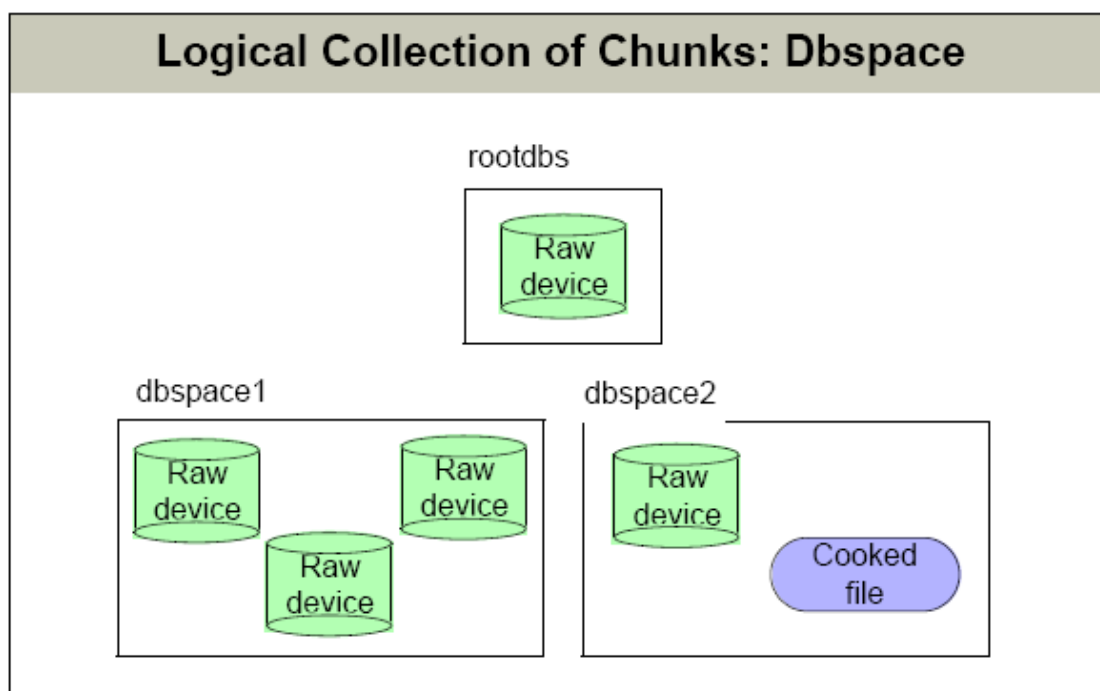 Logical Collection of Chunks: Dbspace
rootdbs
Raw
device
dbspace1
Raw
device
Raw
device
Raw
device
dbspace2
Raw
device
Cooked
file